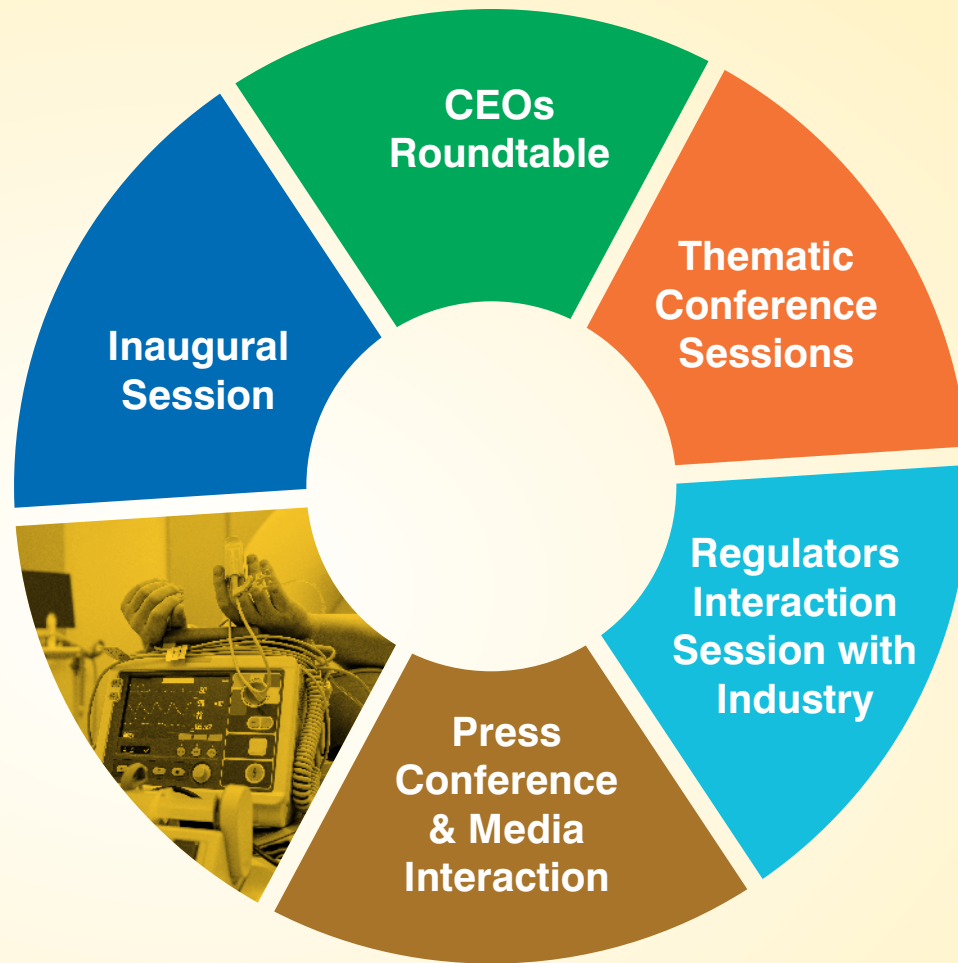 CEOs
Roundtable
Thematic
Conference
Sessions
Inaugural
Session
Regulators
Interaction
Session with
Industry
Press
Conference
& Media
Interaction